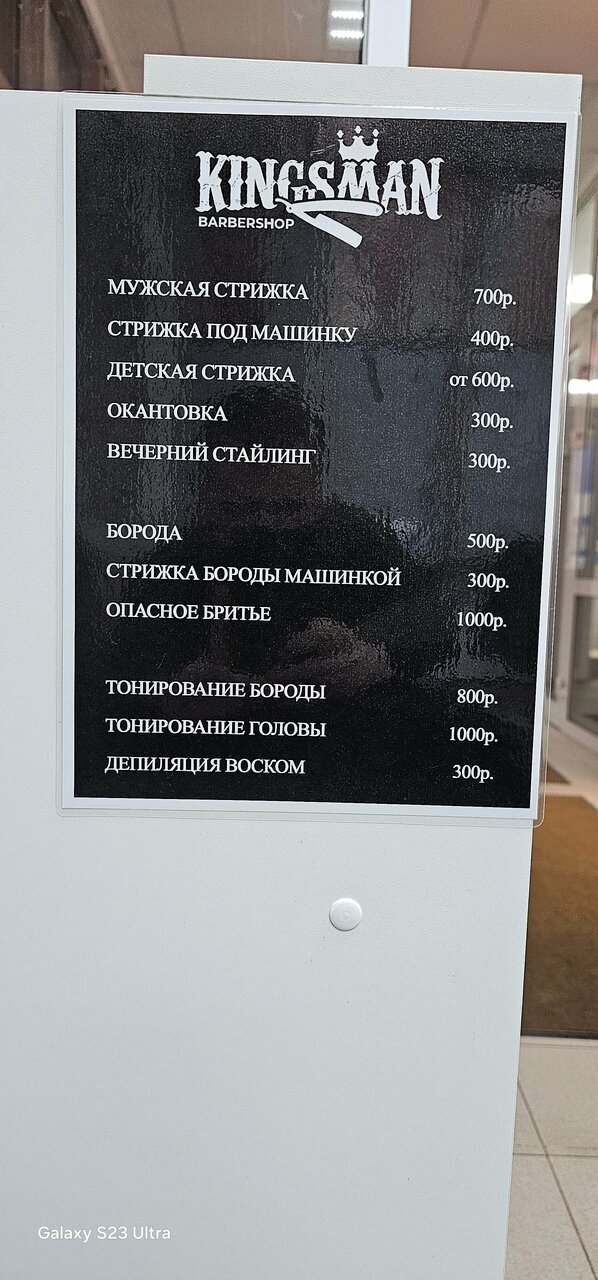 KINGSMAN
BARBERSHOP
МУЖСКАЯ СТРИЖКА 700р.
СТРИЖКА ПОД МАШИНКУ 400р.
ДЕТСКАЯ СТРИЖКА от 600р.
ОКАНТОВКА 300р.
ВЕЧЕРНИЙ СТАЙЛИНГ 300р.
БОРОДА 500р.
СТРИЖКА БОРОДЫ МАШИНКОЙ 300р.
ОПАСНОЕ БРИТЬЕ 1000р.
ТОНИРОВАНИЕ БОРОДЫ 800р.
ТОНИРОВАНИЕ ГОЛОВЫ 1000р.
ДЕПИЛЯЦИЯ ВОСКОМ 300р.
Galaxy S23 Ultra